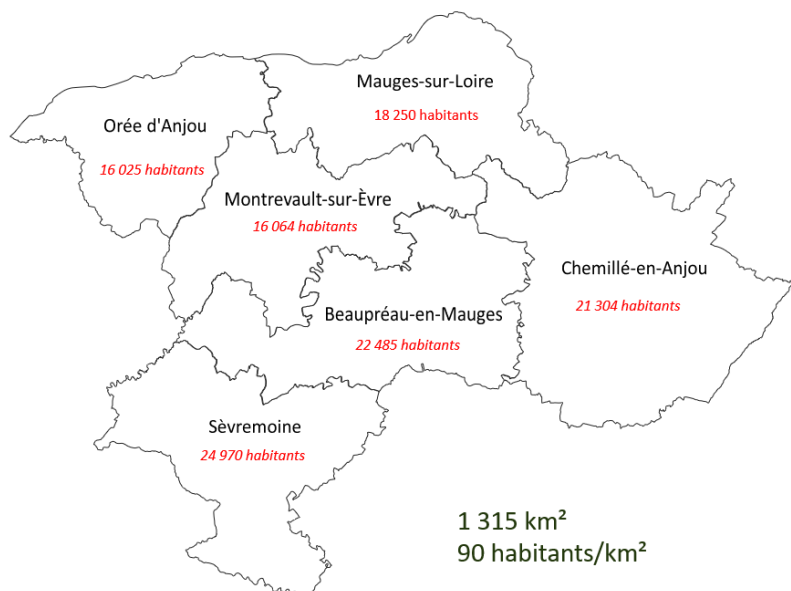 Mauges-sur-Loire
18 250 habitants
Orée d'Anjou
16 025 habitants
Montrevault-sur-Èvre
16 064 habitants
Chemillé-en-Anjou
21 304 habitants
Beaupréau-en-Mauges
22 485 habitants
Sèvremoine
24 970 habitants
1 315 km²
90 habitants/km²